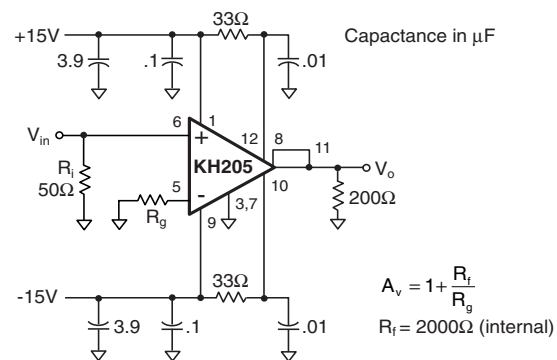 33Ω
+15V
Capactance in µF
3.9
.1
.01
6
1
V_in
+
12
8
KH205
11
V_o
R_i
50Ω
5
-
10
R_g
3,7
9
200Ω
33Ω
-15V
3.9
.1
.01
A_v = 1 + R_f / R_g
R_f = 2000Ω (internal)